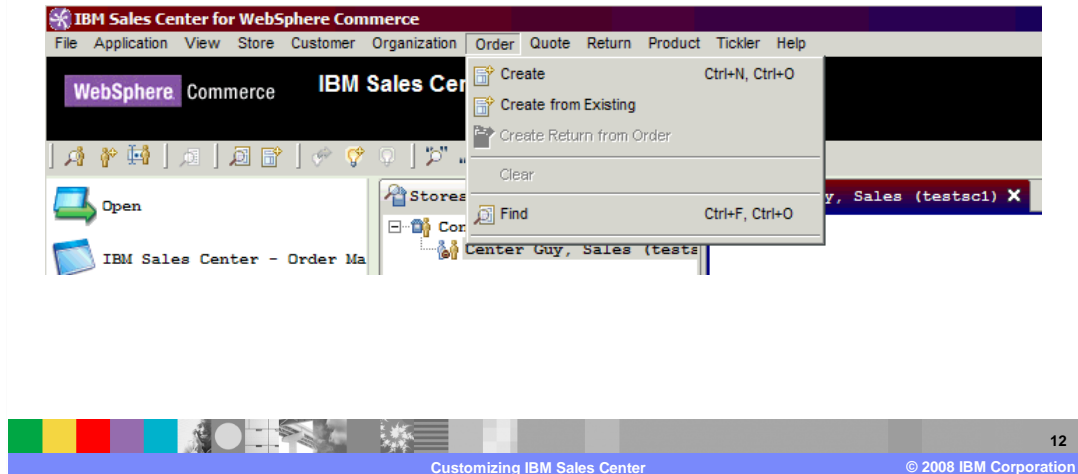 IBM Sales Center for WebSphere Commerce
File Application View Store Customer Organization Order Quote Return Product Tickler Help
WebSphere. Commerce IBM Sales Cer
Create Ctrl+N, Ctrl+O
Create from Existing
Create Return from Order
Clear
Find Ctrl+F, Ctrl+O
Open
Stores
y, Sales (testsc1) X
Cor
Center Guy, Sales (tests
IBM Sales Center - Order Ma
12
Customizing IBM Sales Center
© 2008 IBM Corporation